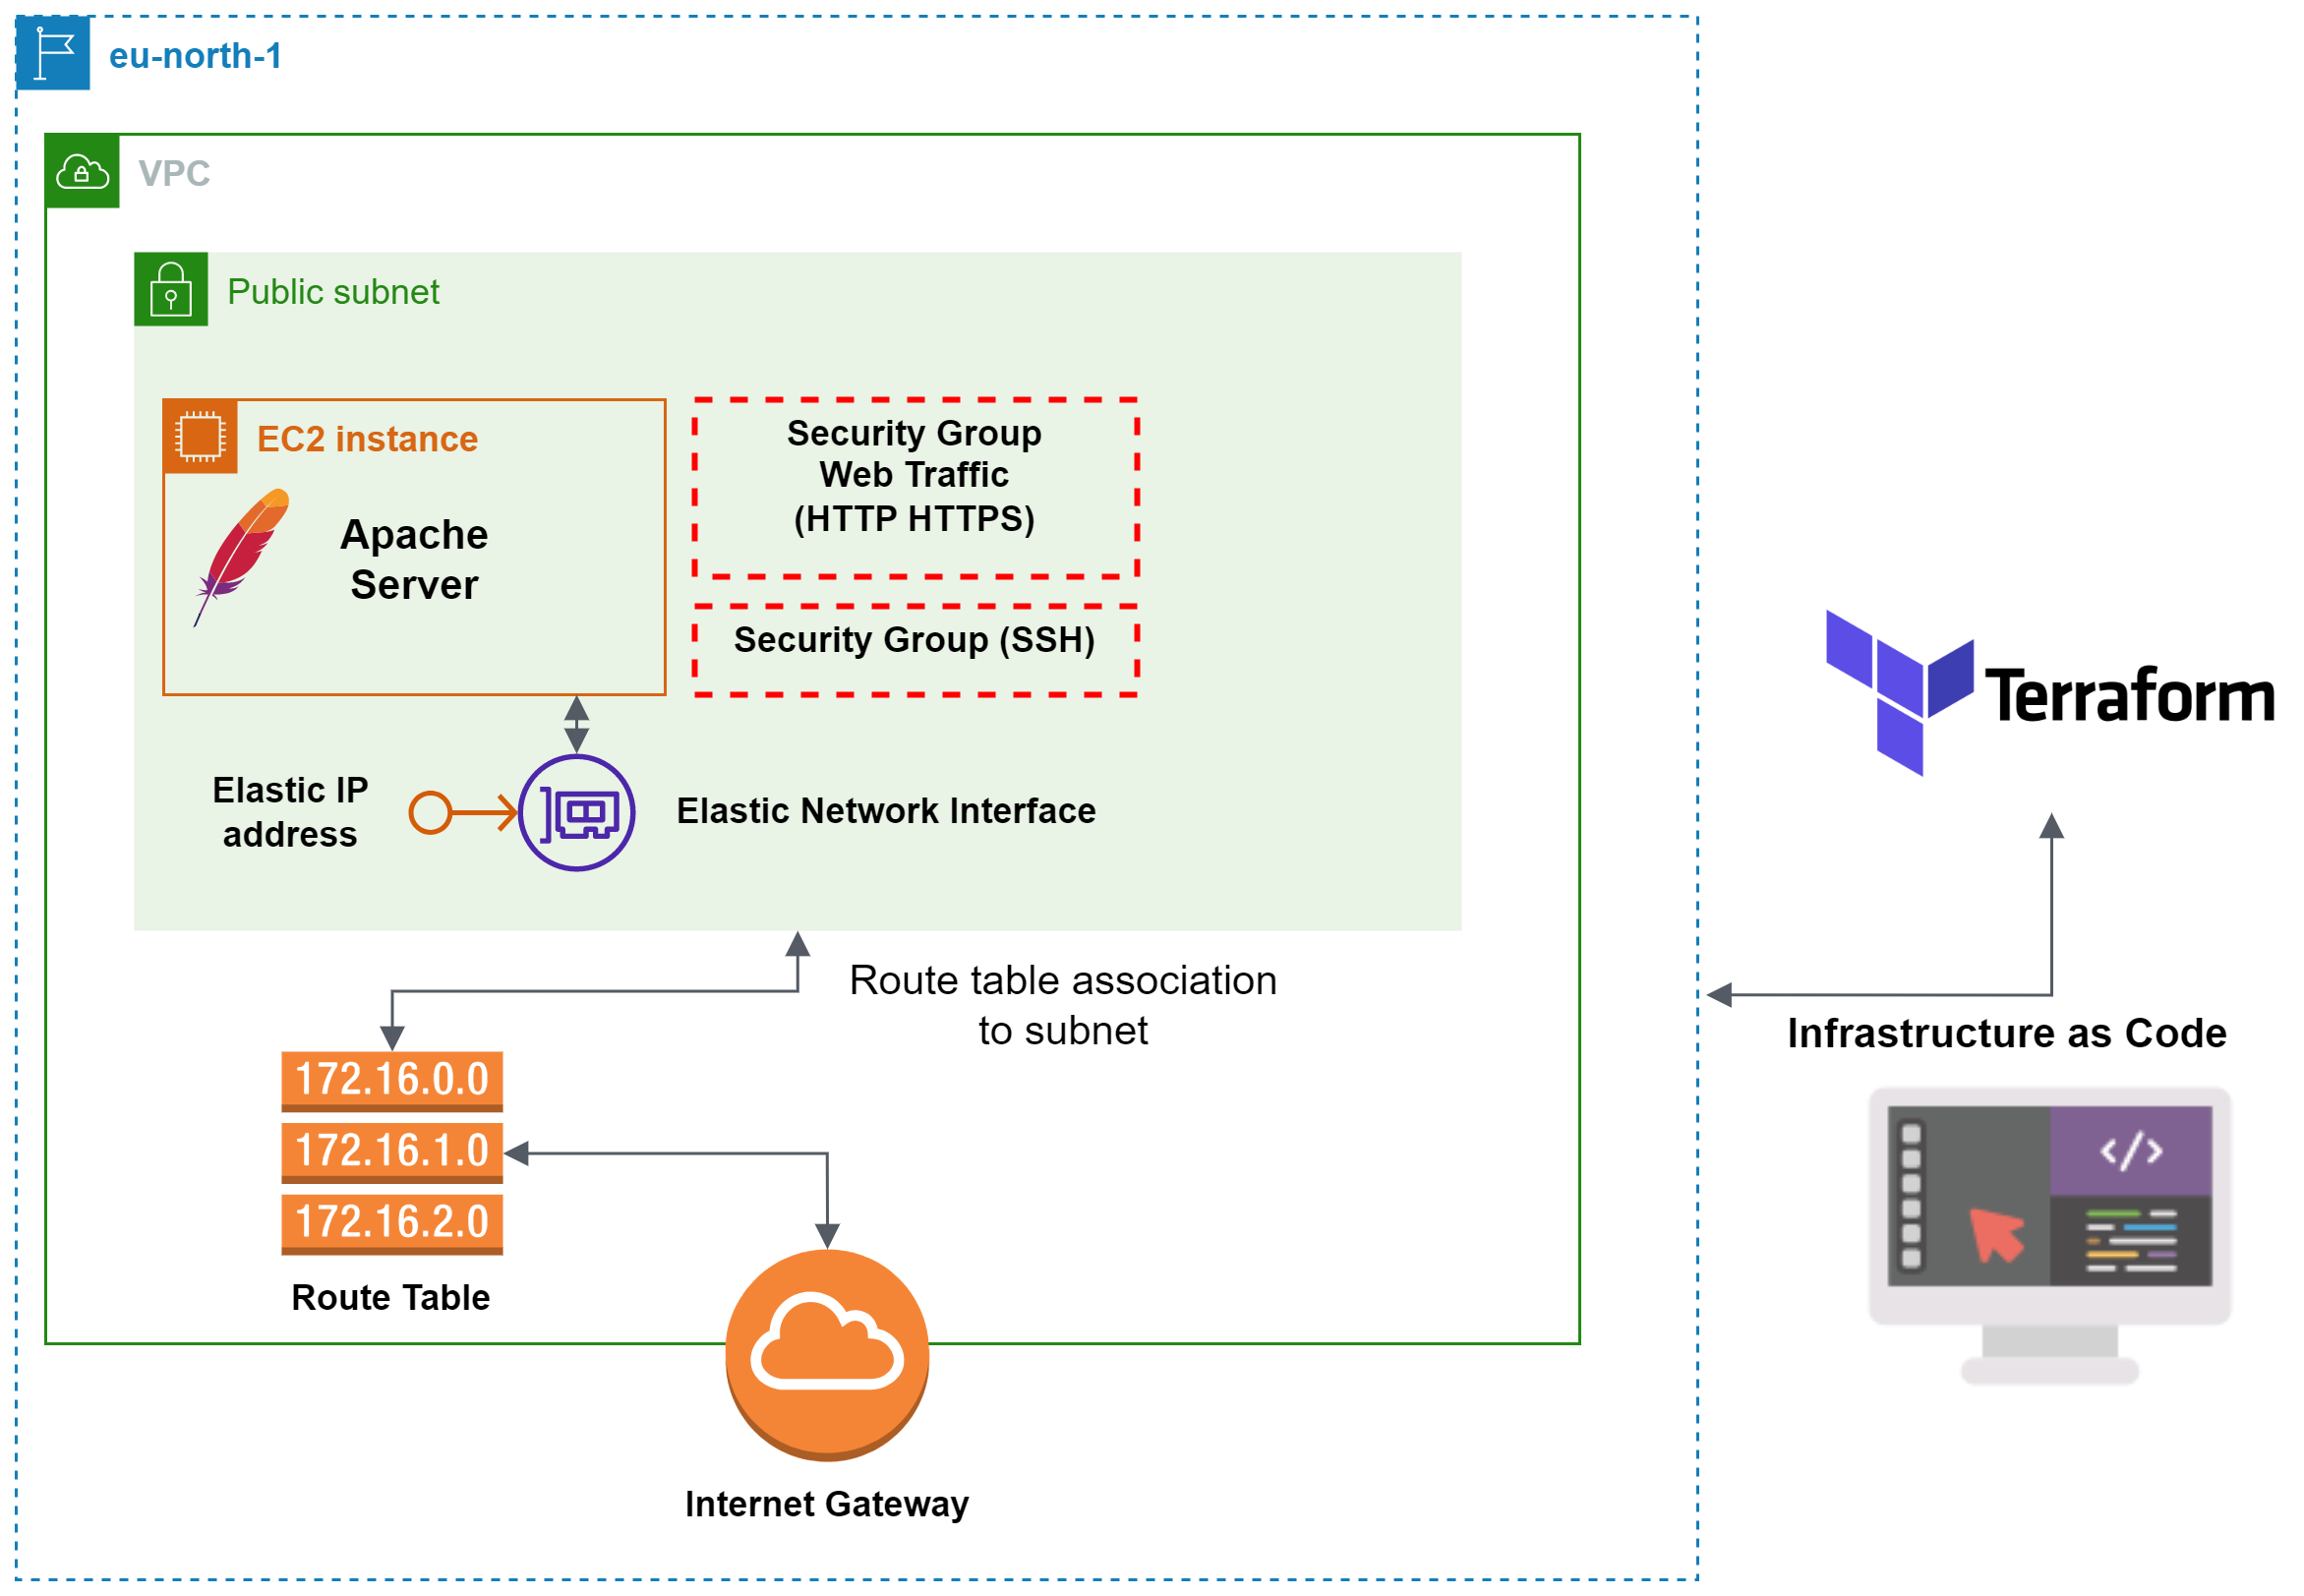 eu-north-1
VPC
Public subnet
EC2 instance
Apache
Server
Security Group
Web Traffic
(HTTP HTTPS)
Security Group (SSH)
Elastic IP
address
Elastic Network Interface
Route table association
to subnet
172.16.0.0
172.16.1.0
172.16.2.0
Route Table
Internet Gateway
Terraform
Infrastructure as Code
</>